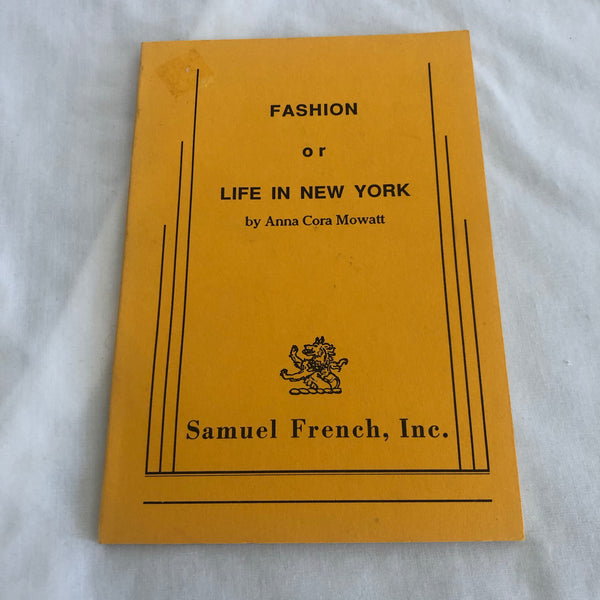 FASHION
or
LIFE IN NEW YORK
by Anna Cora Mowatt
Samuel French, Inc.